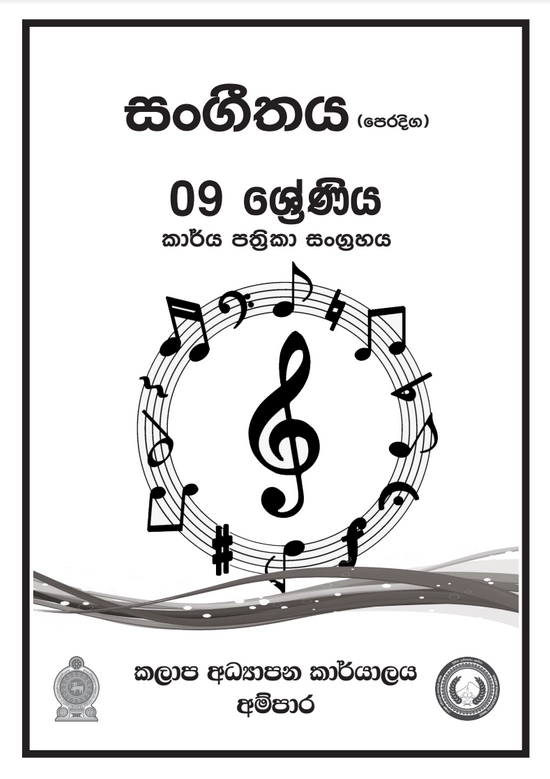 සංගීතය (පෙරදිග)
09 ශ්‍රේණිය
කාර්ය පත්‍රිකා සංග්‍රහය
කලාප අධ්‍යාපන කාර්යාලය
අම්පාර